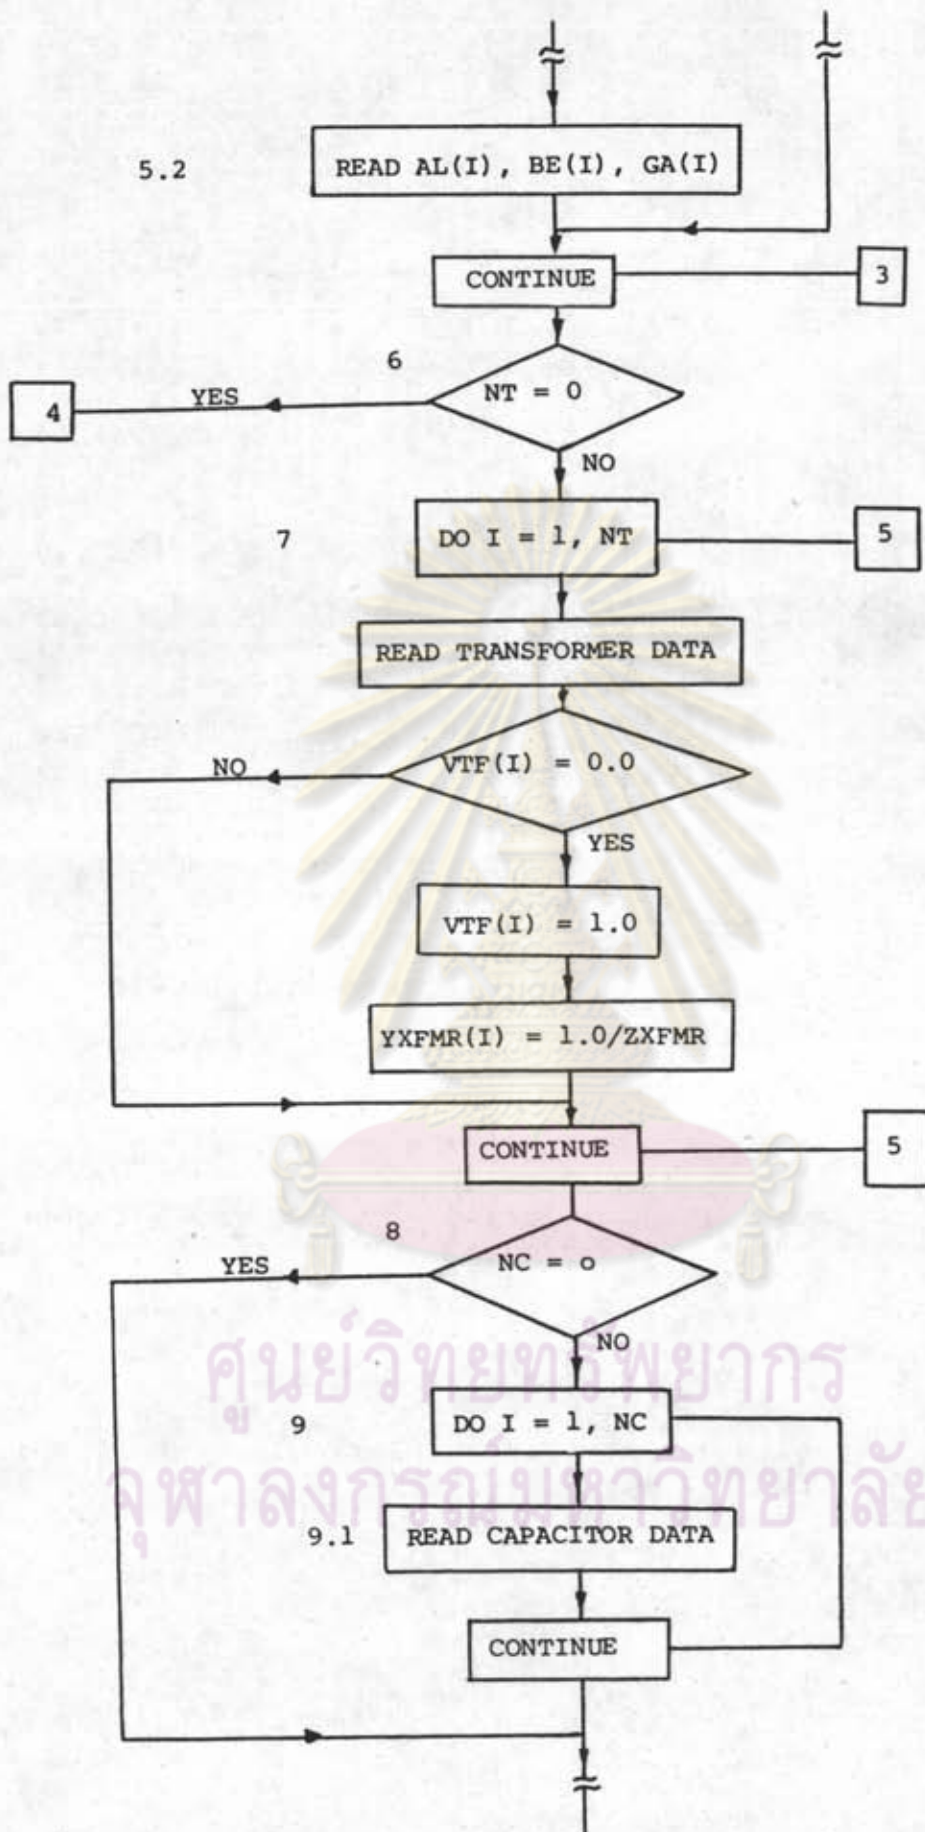 5.2
READ AL(I), BE(I), GA(I)
CONTINUE
3
6
NT = 0
YES
4
NO
7
DO I = 1, NT
5
READ TRANSFORMER DATA
VTF(I) = 0.0
NO
YES
VTF(I) = 1.0
YXFMR(I) = 1.0/ZXFMR
CONTINUE
5
8
NC = o
YES
NO
ศูนย์วิทยทรัพยากร
9
DO I = 1, NC
จุฬาลงกรณ์มหาวิทยาลัย
9.1
READ CAPACITOR DATA
CONTINUE